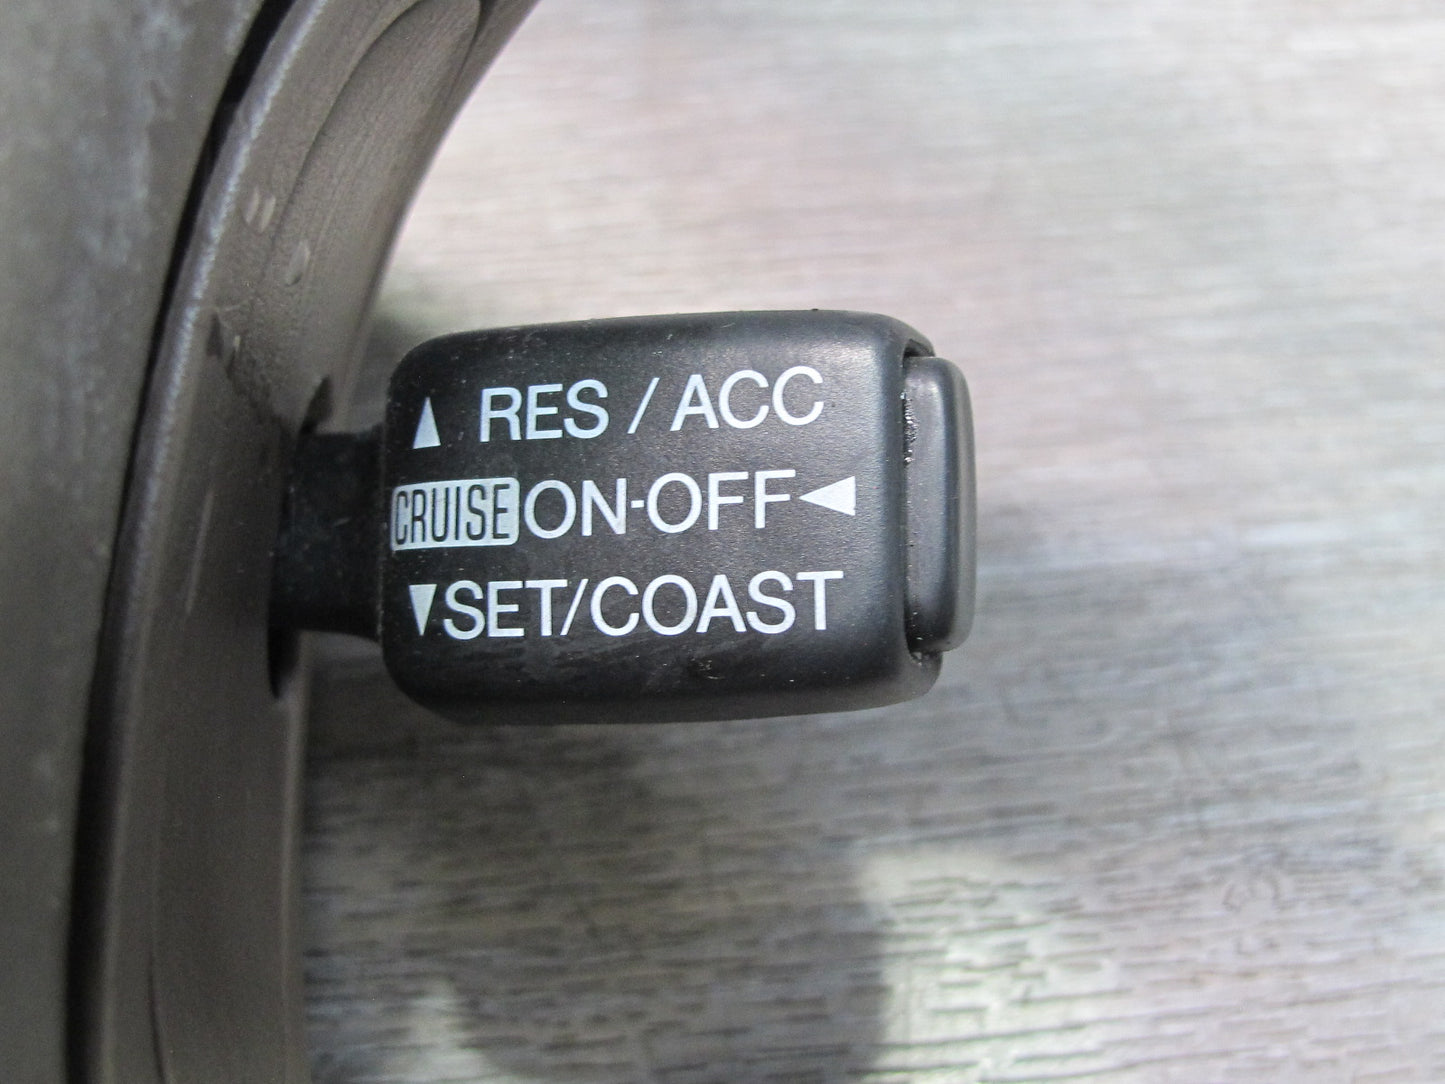 ▲ RES / ACC
CRUISE ON-OFF ◄
▼ SET/COAST